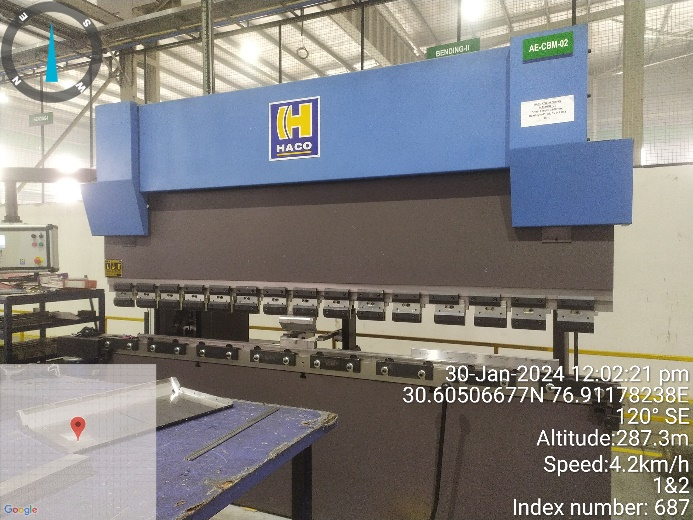 BENDING-II
AE-CBM-02
H
HACO
30-Jan-2024 12:02:21 pm
30.60506677N 76.91178238E
120° SE
Altitude:287.3m
Speed:4.2km/h
1&2
Index number: 687
Google
S
E
N
W